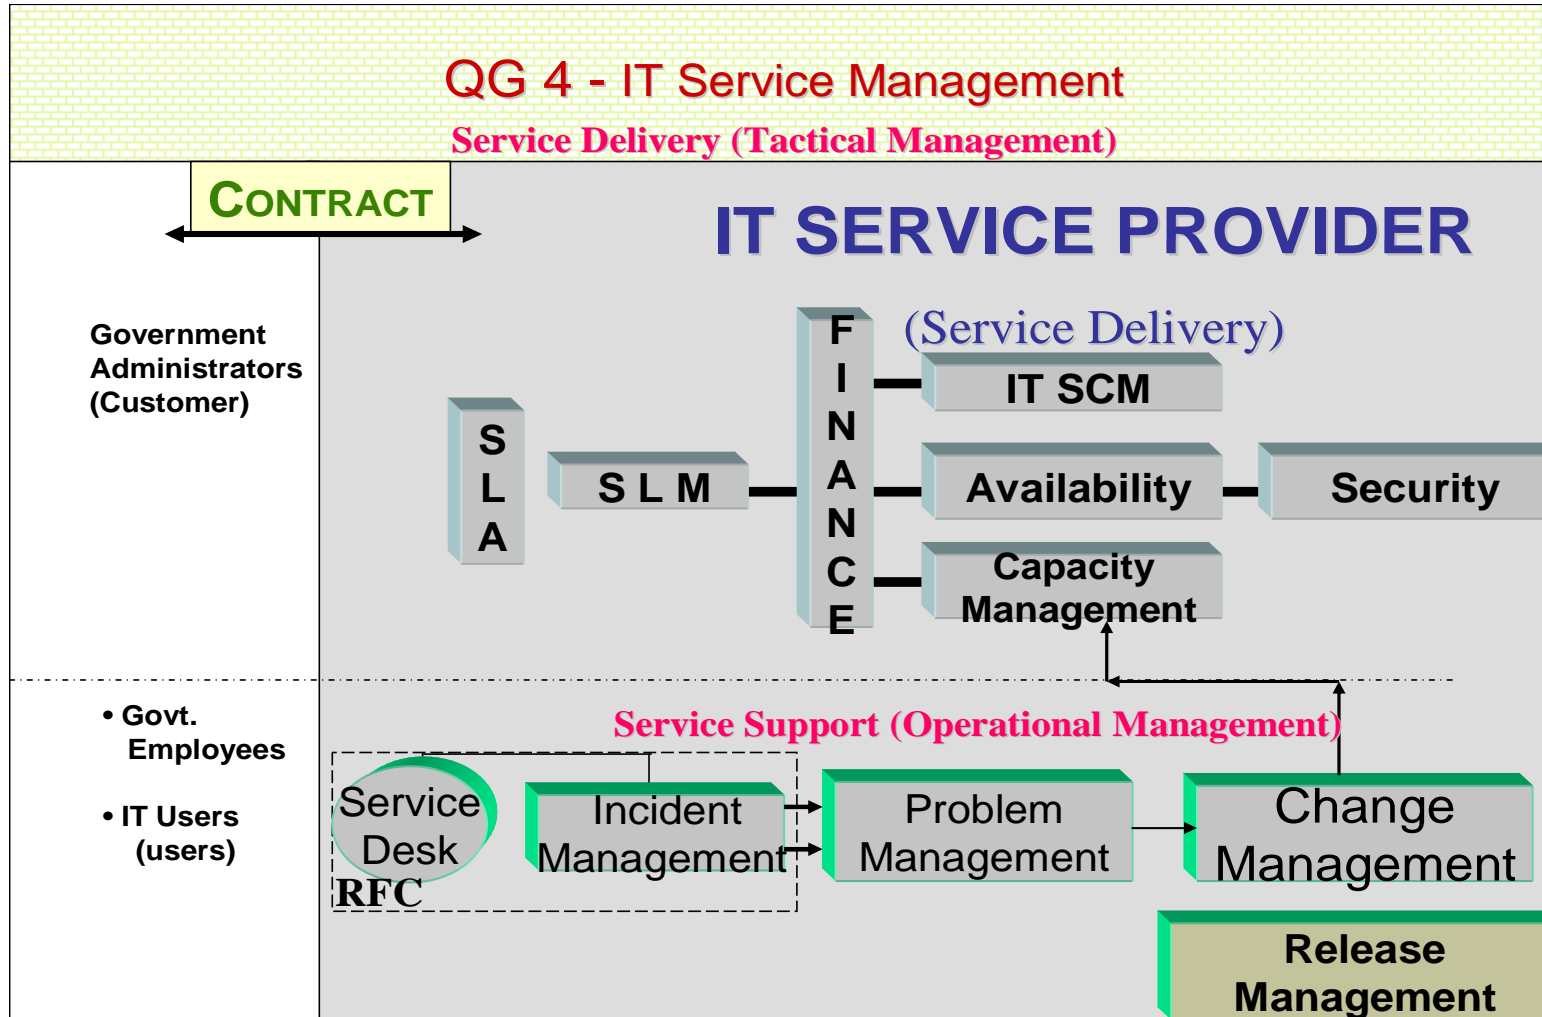 QG 4 - IT Service Management
Service Delivery (Tactical Management)
CONTRACT
IT SERVICE PROVIDER
(Service Delivery)
Government
Administrators
(Customer)
SLA
S L M
FINANCE
IT SCM
Availability
Security
Capacity
Management
• Govt.
Employees
• IT Users
(users)
Service Support (Operational Management)
Service
Desk
RFC
Incident
Management
Problem
Management
Change
Management
Release
Management